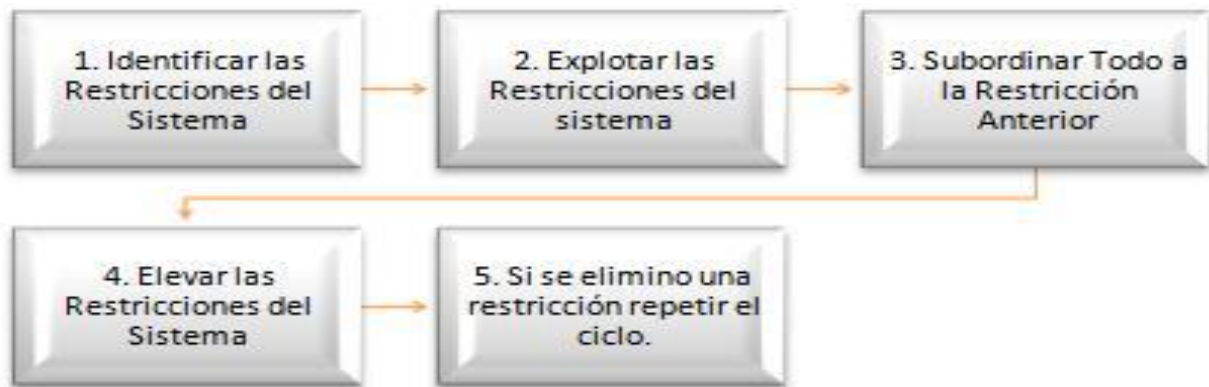 1. Identificar las
Restricciones del
Sistema
2. Explotar las
Restricciones del
sistema
3. Subordinar Todo a
la Restricción
Anterior
4. Elevar las
Restricciones del
Sistema
5. Si se elimino una
restricción repetir el
ciclo.